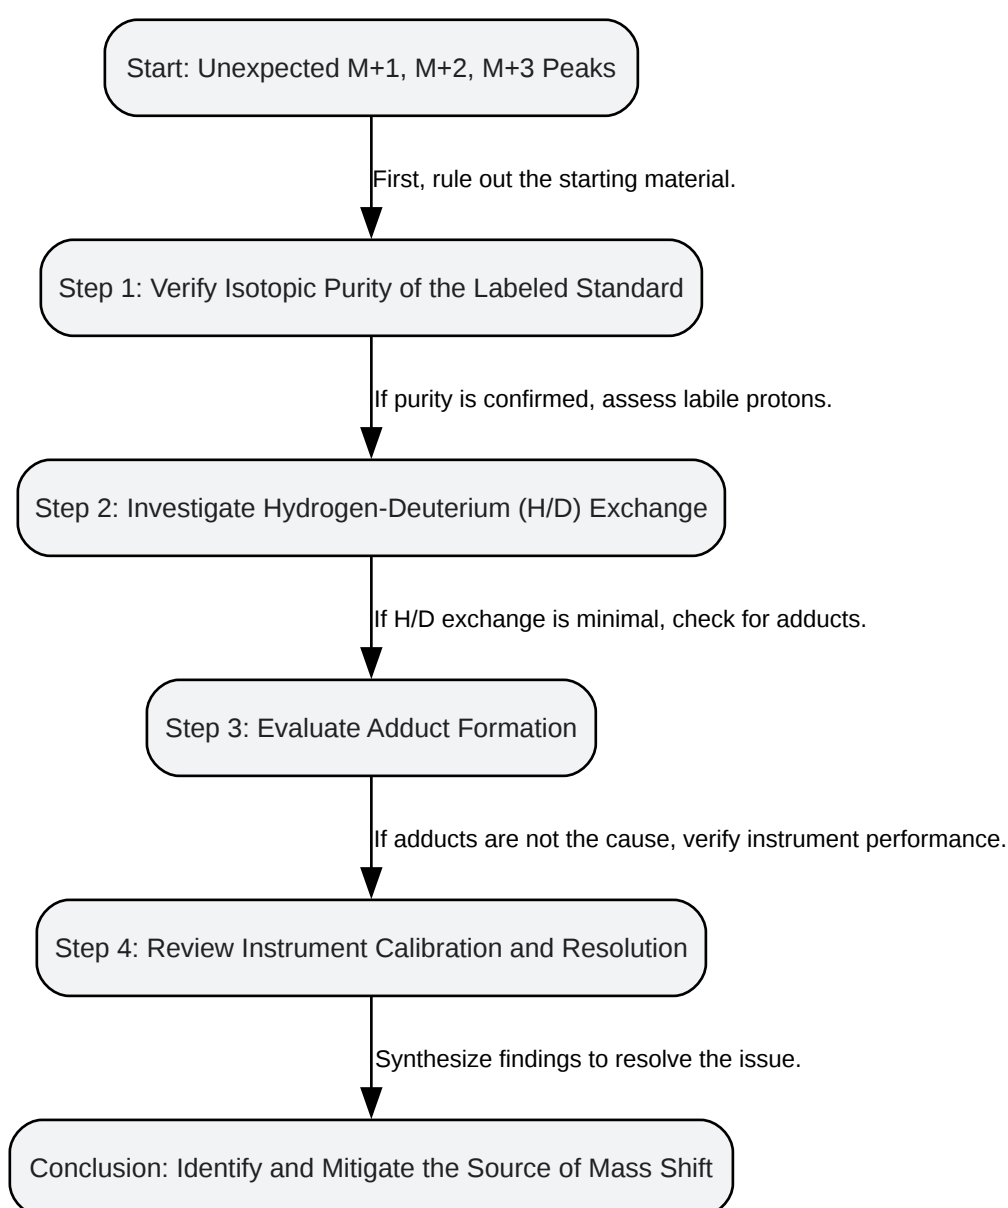 Start: Unexpected M+1, M+2, M+3 Peaks
First, rule out the starting material.
Step 1: Verify Isotopic Purity of the Labeled Standard
If purity is confirmed, assess labile protons.
Step 2: Investigate Hydrogen-Deuterium (H/D) Exchange
If H/D exchange is minimal, check for adducts.
Step 3: Evaluate Adduct Formation
If adducts are not the cause, verify instrument performance.
Step 4: Review Instrument Calibration and Resolution
Synthesize findings to resolve the issue.
Conclusion: Identify and Mitigate the Source of Mass Shift